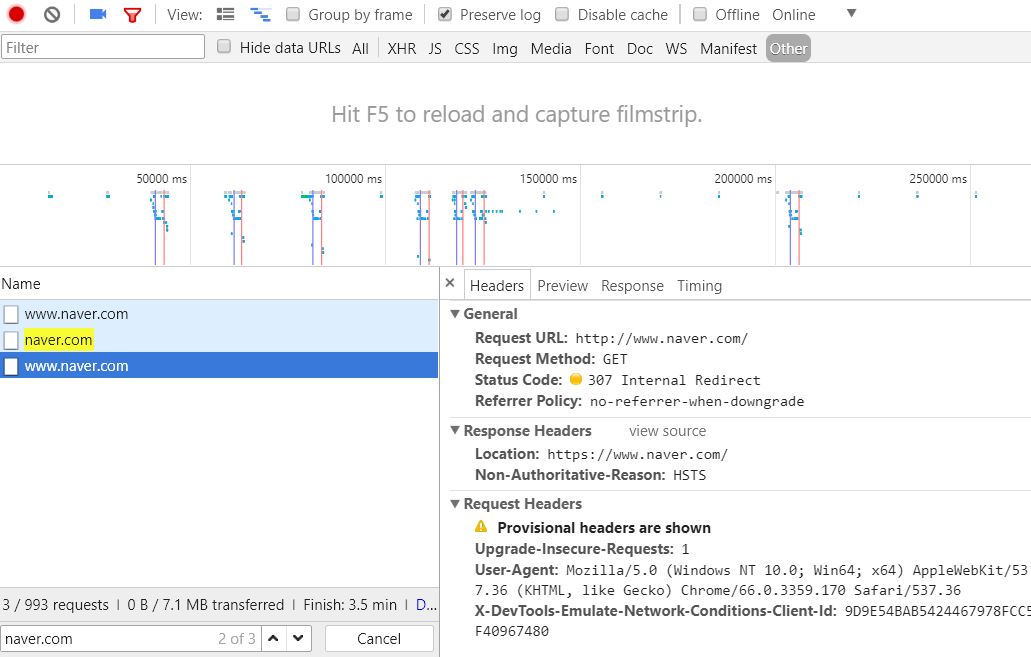 View: Group by frame Preserve log Disable cache Offline Online
Filter Hide data URLs All XHR JS CSS Img Media Font Doc WS Manifest Other
Hit F5 to reload and capture filmstrip.
50000 ms 100000 ms 150000 ms 200000 ms 250000 ms
Name
www.naver.com
naver.com
www.naver.com
3 / 993 requests | 0 B / 7.1 MB transferred | Finish: 3.5 min | D...
naver.com 2 of 3 Cancel
× Headers Preview Response Timing
General
Request URL: http://www.naver.com/
Request Method: GET
Status Code: 307 Internal Redirect
Referrer Policy: no-referrer-when-downgrade
Response Headers view source
Location: https://www.naver.com/
Non-Authoritative-Reason: HSTS
Request Headers
Provisional headers are shown
Upgrade-Insecure-Requests: 1
User-Agent: Mozilla/5.0 (Windows NT 10.0; Win64; x64) AppleWebKit/53
7.36 (KHTML, like Gecko) Chrome/66.0.3359.170 Safari/537.36
X-DevTools-Emulate-Network-Conditions-Client-Id: 9D9E54BAB5424467978FCC5
F40967480